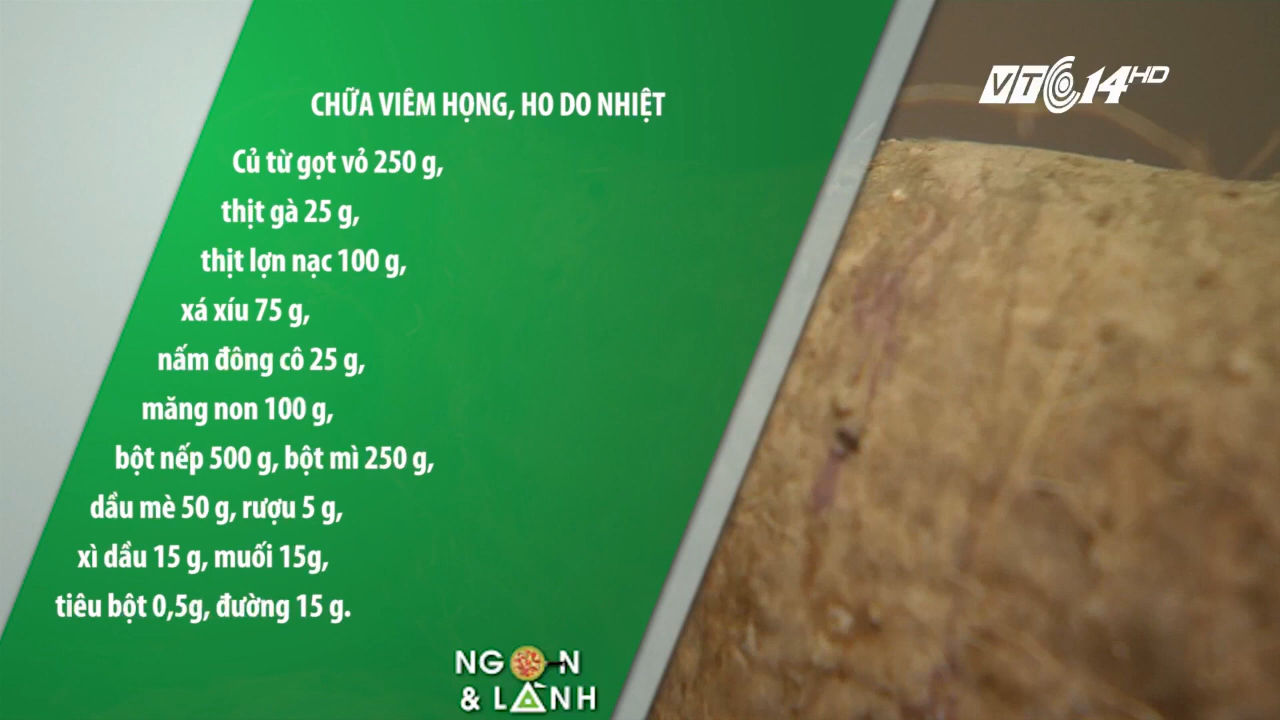 VTC14HD
CHỮA VIÊM HỌNG, HO DO NHIỆT
Củ từ gọt vỏ 250 g,
thịt gà 25 g,
thịt lợn nạc 100 g,
xá xíu 75 g,
nấm đông cô 25 g,
măng non 100 g,
bột nếp 500 g, bột mì 250 g,
dầu mè 50 g, rượu 5 g,
xì dầu 15 g, muối 15g,
tiêu bột 0,5g, đường 15 g.
NGON
& LÀNH